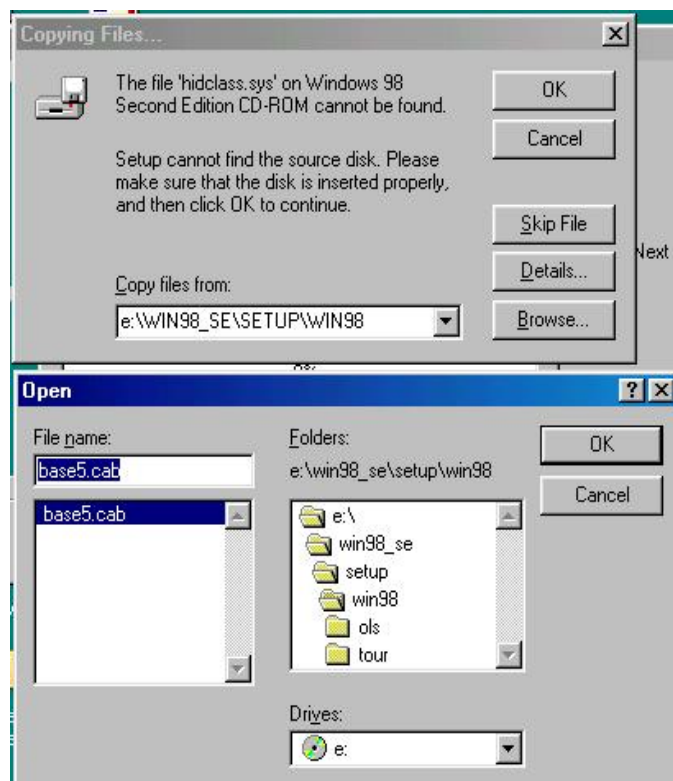 Copying Files...
The file 'hidclass.sys' on Windows 98
Second Edition CD-ROM cannot be found.
Setup cannot find the source disk. Please
make sure that the disk is inserted properly,
and then click OK to continue.
Copy files from:
e:\WIN98_SE\SETUP\WIN98
OK
Cancel
Skip File
Details...
Browse...
Next
Open
File name:
base5.cab
base5.cab
Folders:
e:\win98_se\setup\win98
e:\
win98_se
setup
win98
ols
tour
Drives:
e:
OK
Cancel